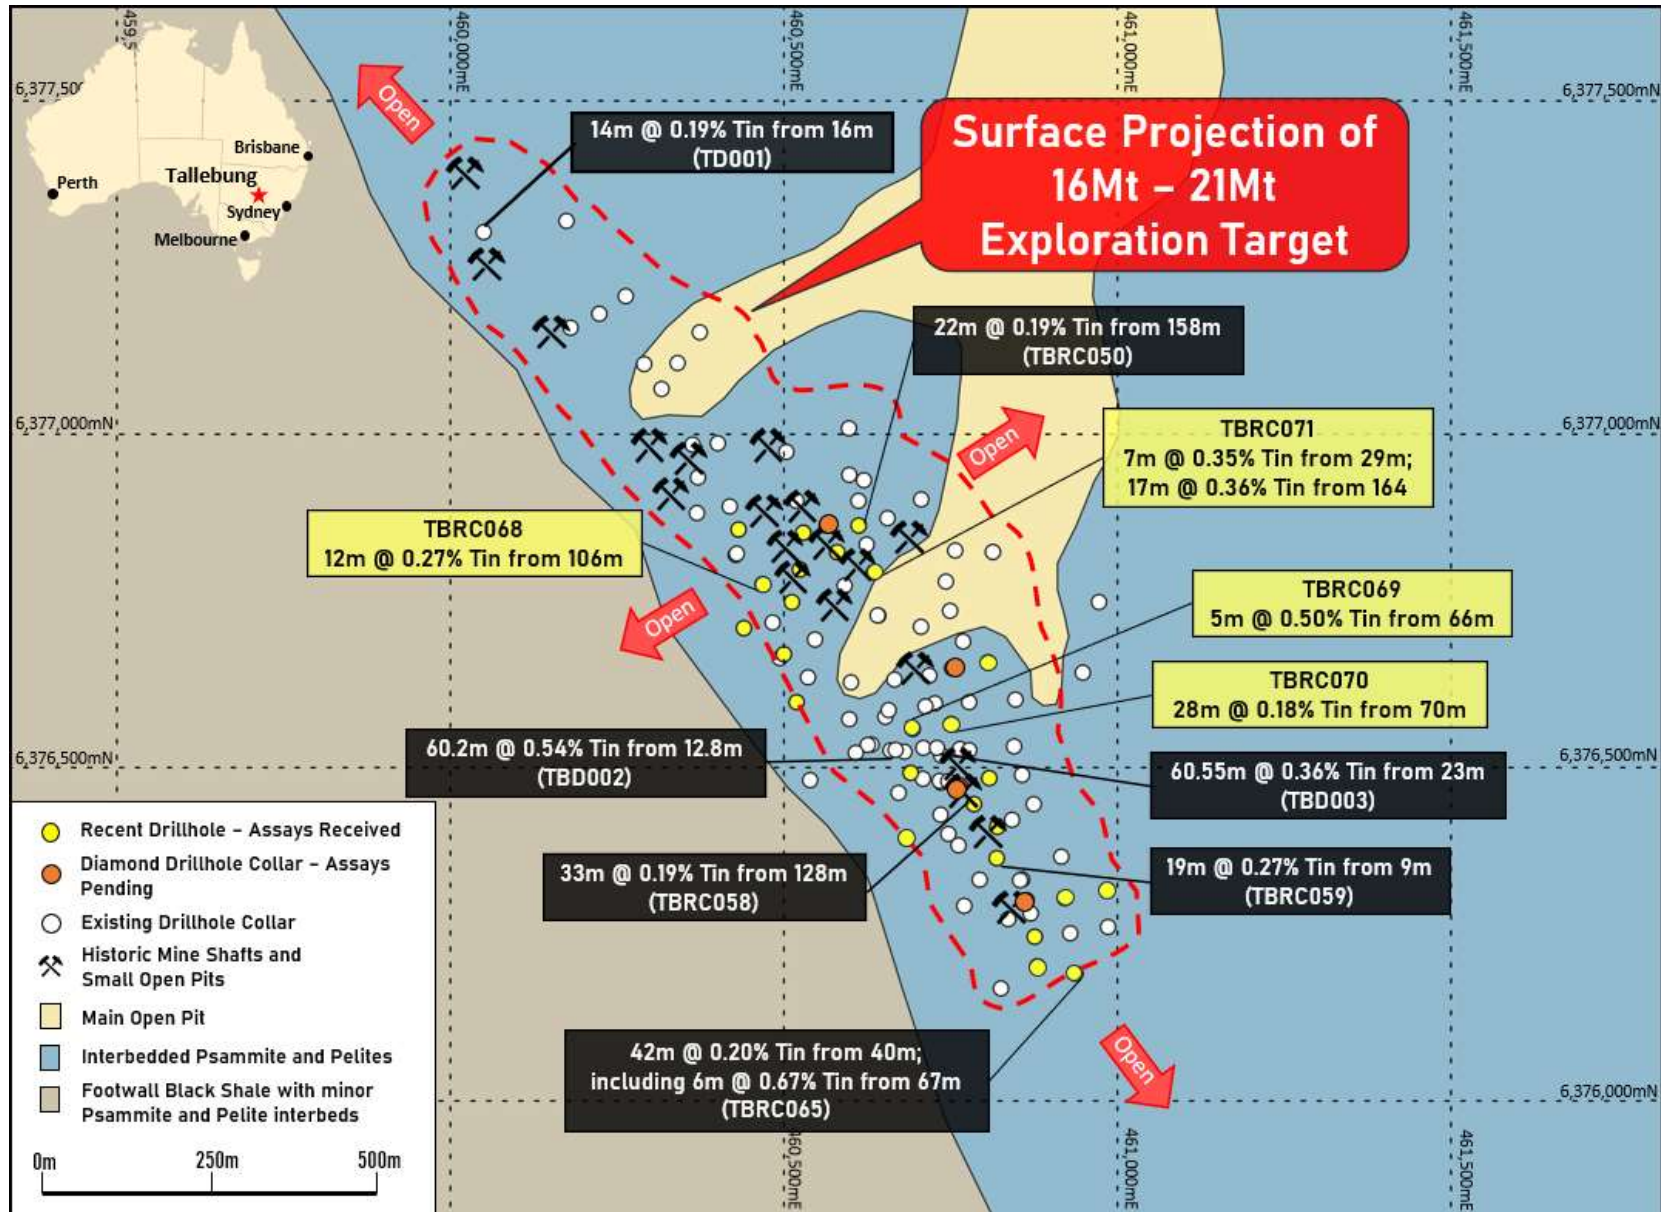 459,5
460,000mE
460,500mE
461,000mE
461,500mE
6,377,500
6,377,500mN
Open
14m @ 0.19% Tin from 16m
(TD001)
Surface Projection of
16Mt – 21Mt
Exploration Target
Brisbane
Tallebung
Perth
Sydney
Melbourne
22m @ 0.19% Tin from 158m
(TBRC050)
6,377,000mN
6,377,000mN
Open
TBRC071
7m @ 0.35% Tin from 29m;
17m @ 0.36% Tin from 164
TBRC068
12m @ 0.27% Tin from 106m
Open
TBRC069
5m @ 0.50% Tin from 66m
TBRC070
28m @ 0.18% Tin from 70m
60.2m @ 0.54% Tin from 12.8m
(TBD002)
6,376,500mN
6,376,500mN
60.55m @ 0.36% Tin from 23m
(TBD003)
33m @ 0.19% Tin from 128m
(TBRC058)
19m @ 0.27% Tin from 9m
(TBRC059)
42m @ 0.20% Tin from 40m;
including 6m @ 0.67% Tin from 67m
(TBRC065)
Open
6,376,000mN
460,500mE
461,000mE
461,500mE
Recent Drillhole – Assays Received
Diamond Drillhole Collar – Assays
Pending
Existing Drillhole Collar
Historic Mine Shafts and
Small Open Pits
Main Open Pit
Interbedded Psammite and Pelites
Footwall Black Shale with minor
Psammite and Pelite interbeds
0m
250m
500m